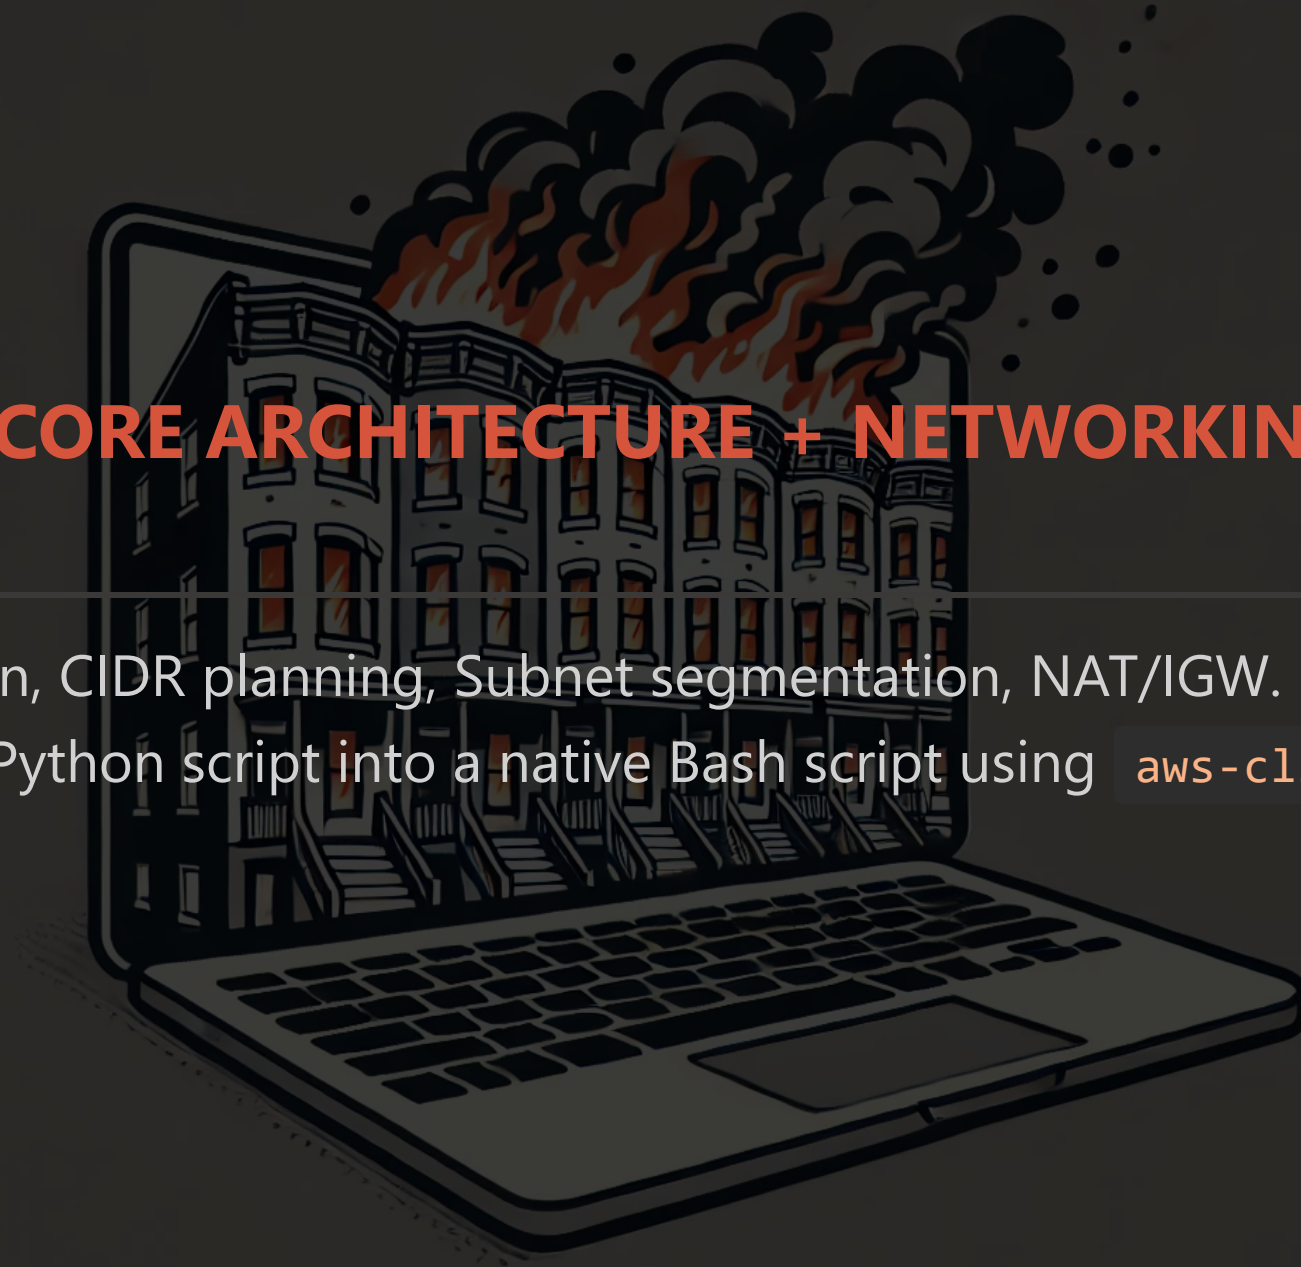 CORE ARCHITECTURE + NETWORKIN
n, CIDR planning, Subnet segmentation, NAT/IGW.
Python script into a native Bash script using aws-cl